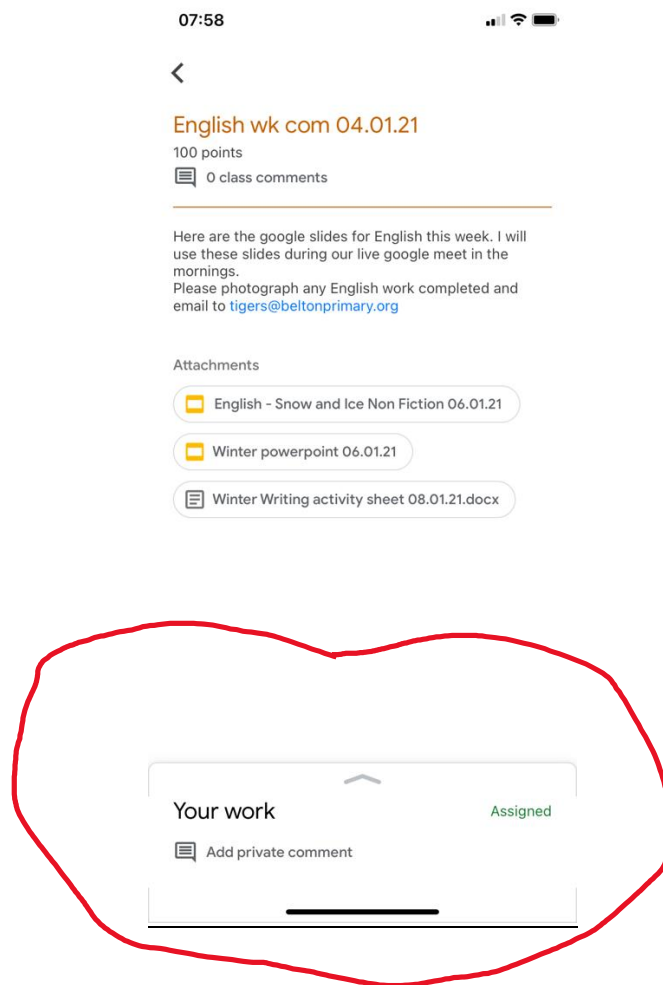 07:58
English wk com 04.01.21
100 points
0 class comments
Here are the google slides for English this week. I will
use these slides during our live google meet in the
mornings.
Please photograph any English work completed and
email to tigers@beltonprimary.org
Attachments
English - Snow and Ice Non Fiction 06.01.21
Winter powerpoint 06.01.21
Winter Writing activity sheet 08.01.21.docx
Your work Assigned
Add private comment